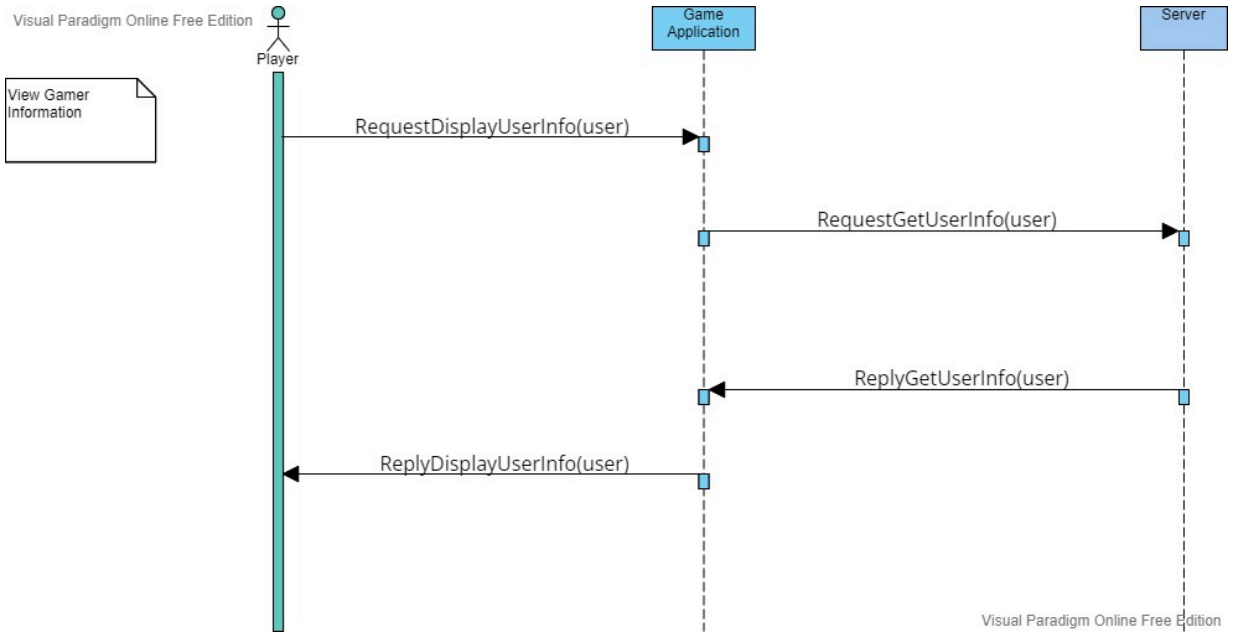 Visual Paradigm Online Free Edition
Player
Game
Application
Server
View Gamer
Information
RequestDisplayUserInfo(user)
RequestGetUserInfo(user)
ReplyGetUserInfo(user)
ReplyDisplayUserInfo(user)
Visual Paradigm Online Free Edition